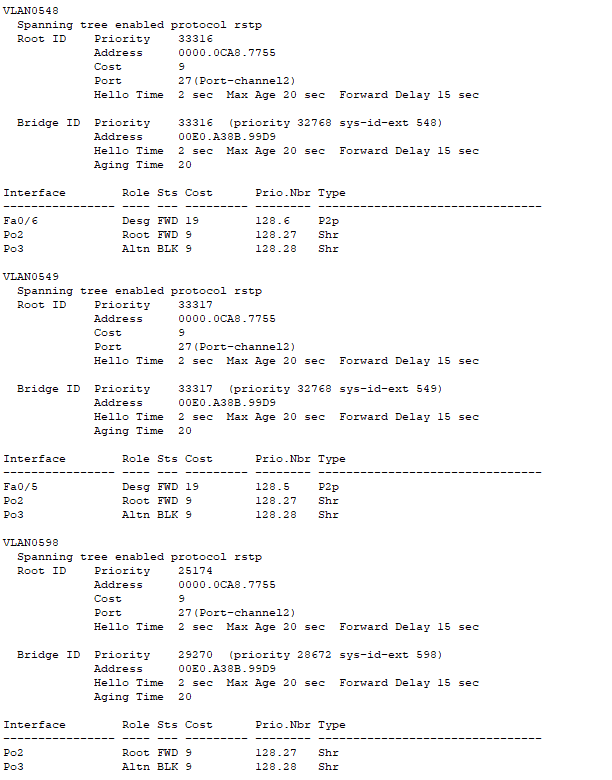 VLAN0548
  Spanning tree enabled protocol rstp
  Root ID    Priority    33316
             Address     0000.0CA8.7755
             Cost        9
             Port        27(Port-channel2)
             Hello Time  2 sec  Max Age 20 sec  Forward Delay 15 sec

  Bridge ID  Priority    33316  (priority 32768 sys-id-ext 548)
             Address     00E0.A38B.99D9
             Hello Time  2 sec  Max Age 20 sec  Forward Delay 15 sec
             Aging Time  20

Interface        Role Sts Cost      Prio.Nbr Type
---------------- ---- --- --------- -------- --------------------------------
Fa0/6            Desg FWD 19        128.6    P2p
Po2              Root FWD 9         128.27   Shr
Po3              Altn BLK 9         128.28   Shr

VLAN0549
  Spanning tree enabled protocol rstp
  Root ID    Priority    33317
             Address     0000.0CA8.7755
             Cost        9
             Port        27(Port-channel2)
             Hello Time  2 sec  Max Age 20 sec  Forward Delay 15 sec

  Bridge ID  Priority    33317  (priority 32768 sys-id-ext 549)
             Address     00E0.A38B.99D9
             Hello Time  2 sec  Max Age 20 sec  Forward Delay 15 sec
             Aging Time  20

Interface        Role Sts Cost      Prio.Nbr Type
---------------- ---- --- --------- -------- --------------------------------
Fa0/5            Desg FWD 19        128.5    P2p
Po2              Root FWD 9         128.27   Shr
Po3              Altn BLK 9         128.28   Shr

VLAN0598
  Spanning tree enabled protocol rstp
  Root ID    Priority    25174
             Address     0000.0CA8.7755
             Cost        9
             Port        27(Port-channel2)
             Hello Time  2 sec  Max Age 20 sec  Forward Delay 15 sec

  Bridge ID  Priority    29270  (priority 28672 sys-id-ext 598)
             Address     00E0.A38B.99D9
             Hello Time  2 sec  Max Age 20 sec  Forward Delay 15 sec
             Aging Time  20

Interface        Role Sts Cost      Prio.Nbr Type
---------------- ---- --- --------- -------- --------------------------------
Po2              Root FWD 9         128.27   Shr
Po3              Altn BLK 9         128.28   Shr